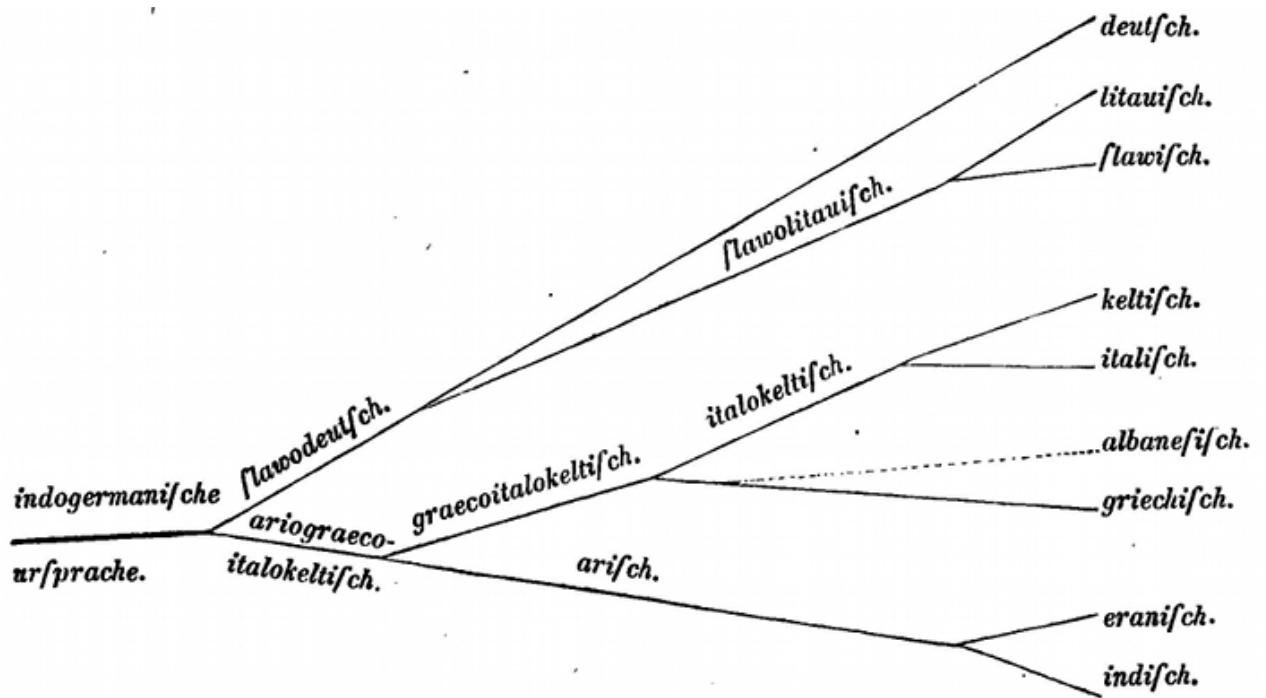 deutſch.
litauiſch.
ſlawiſch.
ſlawolitauiſch.
keltiſch.
italiſch.
italokeltiſch.
ſlawodeutſch.
albaneſiſch.
graecoitalokeltiſch.
griechiſch.
indogermaniſche
urſprache.
ariograeco-
italokeltiſch.
ariſch.
eraniſch.
indiſch.